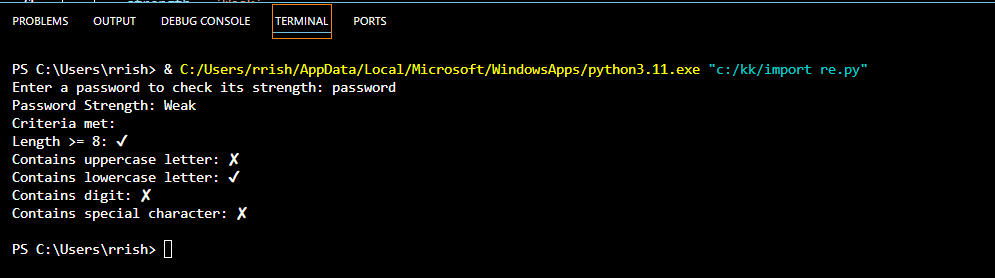 PROBLEMS OUTPUT DEBUG CONSOLE TERMINAL PORTS
PS C:\Users\rrish> & C:/Users/rrish/AppData/Local/Microsoft/WindowsApps/python3.11.exe "c:/kk/import re.py"
Enter a password to check its strength: password
Password Strength: Weak
Criteria met:
Length >= 8: ✓
Contains uppercase letter: ✗
Contains lowercase letter: ✓
Contains digit: ✗
Contains special character: ✗
PS C:\Users\rrish>